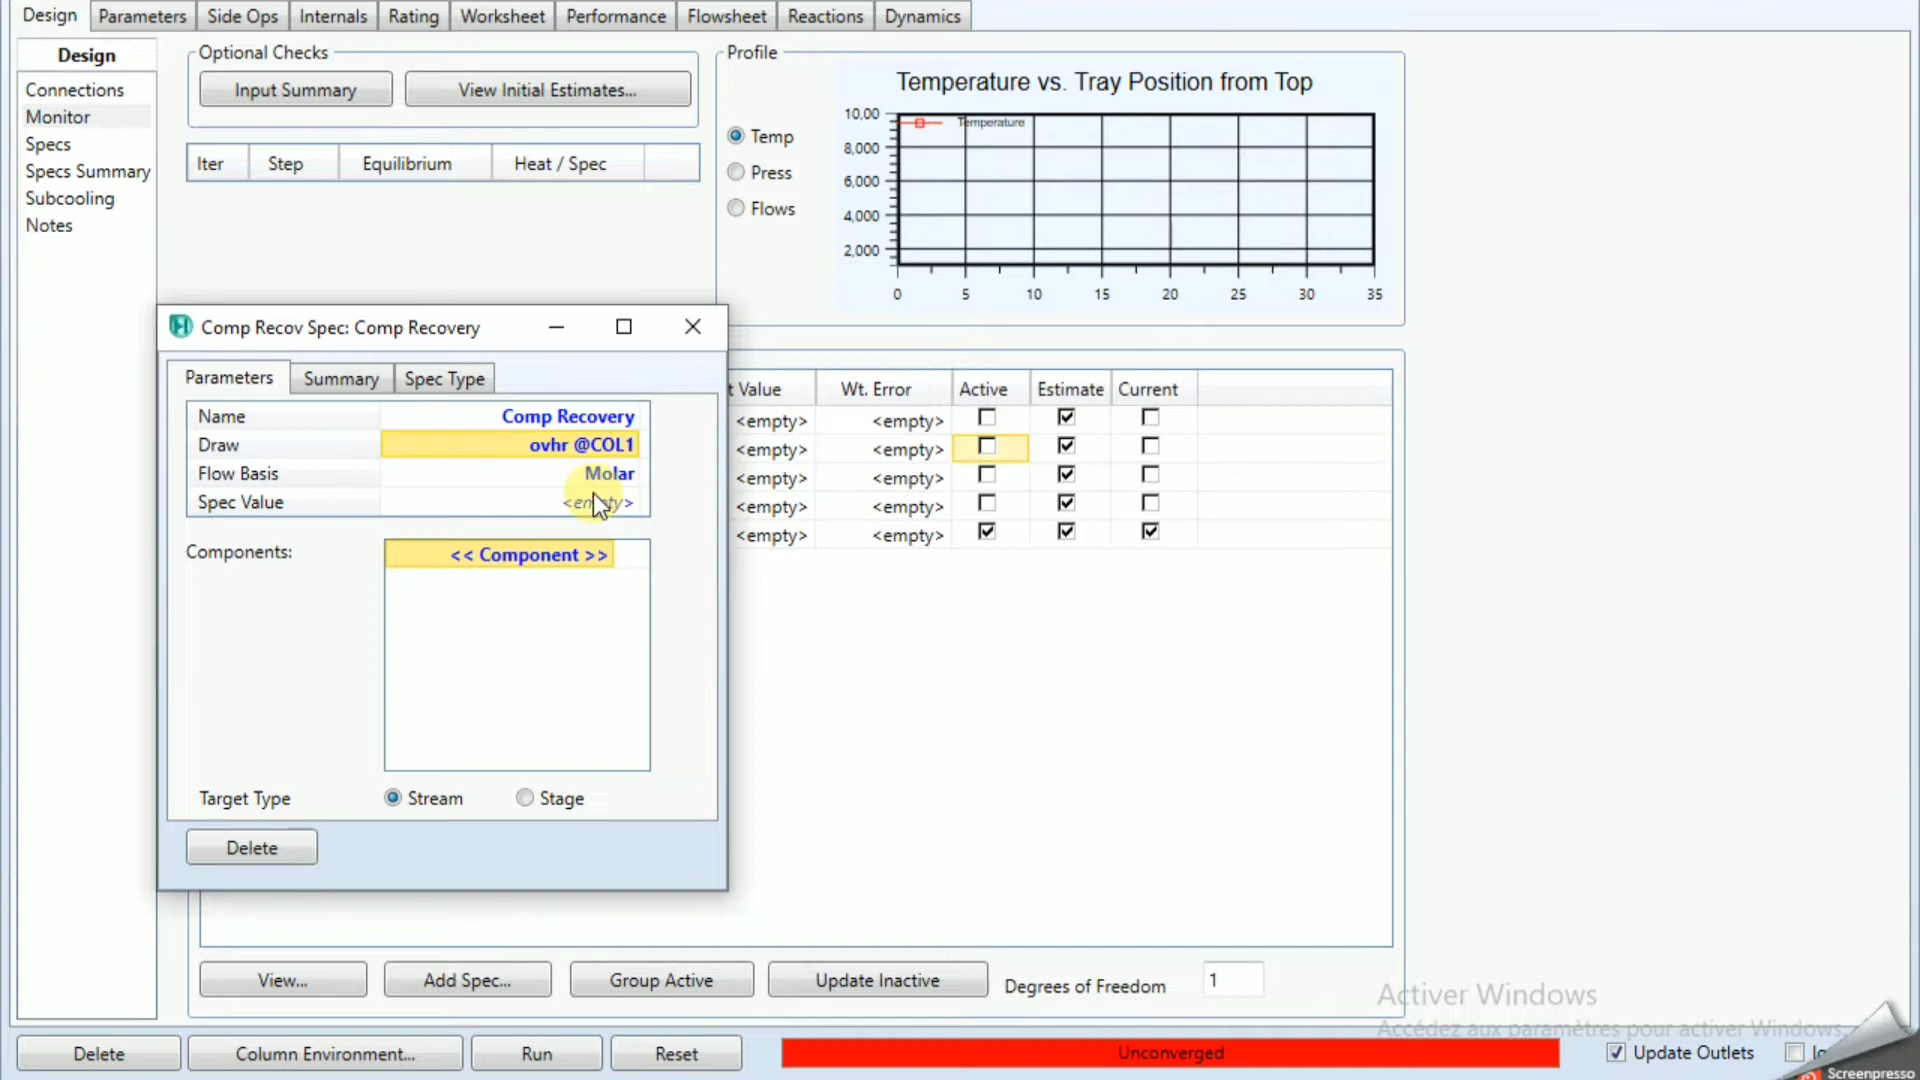 Design Parameters Side Ops Internals Rating Worksheet Performance Flowsheet Reactions Dynamics
Design
Connections
Monitor
Specs
Specs Summary
Subcooling
Notes
Optional Checks
Input Summary View Initial Estimates...
Iter Step Equilibrium Heat / Spec
Profile
Temp
Press
Flows
Temperature vs. Tray Position from Top
Temperature
10,00
8,000
6,000
4,000
2,000
0 5 10 15 20 25 30 35
Comp Recov Spec: Comp Recovery
Parameters Summary Spec Type
Name Comp Recovery
Draw ovhr @COL1
Flow Basis Molar
Spec Value <empty>
Components: << Component >>
Target Type Stream Stage
Delete
t Value Wt. Error Active Estimate Current
<empty> <empty>
<empty> <empty>
<empty> <empty>
<empty> <empty>
<empty> <empty>
View... Add Spec... Group Active Update Inactive Degrees of Freedom 1
Activer Windows
Accédez aux paramètres pour activer Windows.
Delete Column Environment... Run Reset Unconverged Update Outlets
Screenpresso